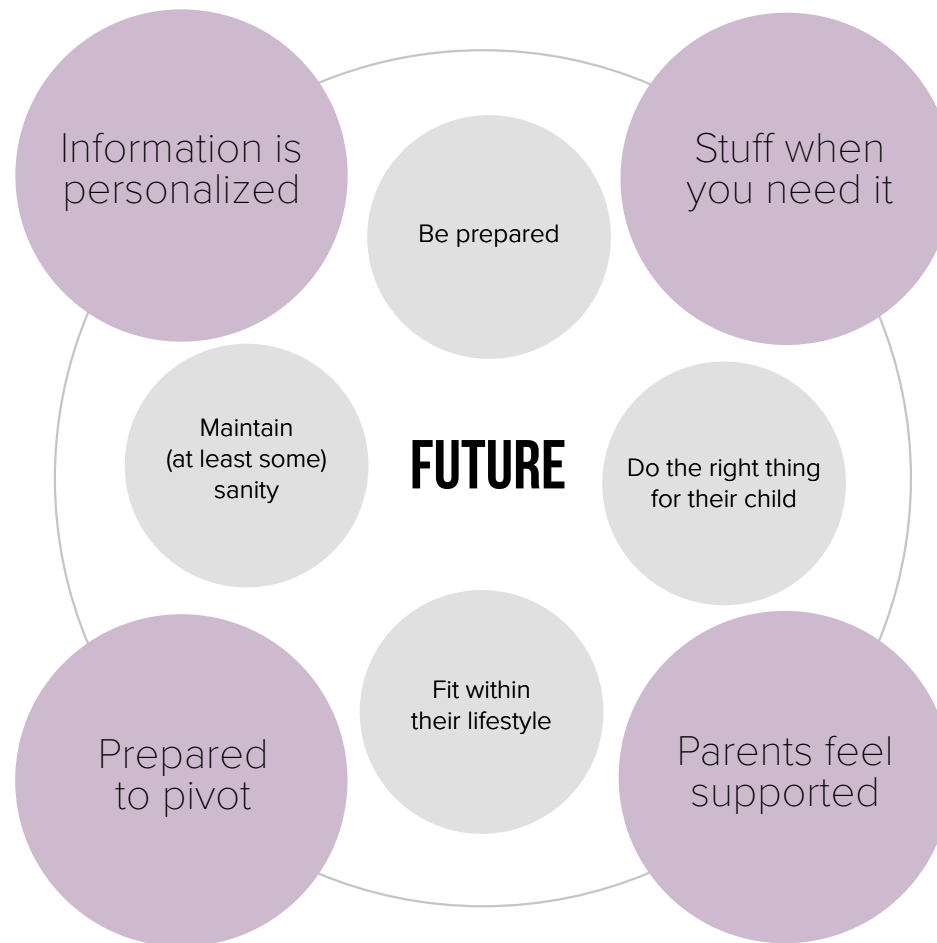 Information is
personalized
Stuff when
you need it
Be prepared
Maintain
(at least some)
sanity
FUTURE
Do the right thing
for their child
Fit within
their lifestyle
Prepared
to pivot
Parents feel
supported